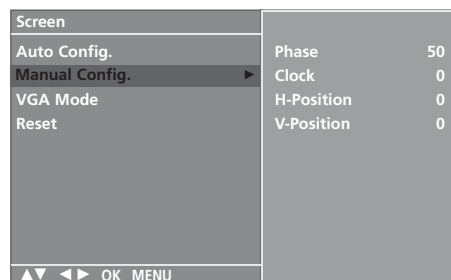 Screen
Auto Config.
Manual Config. ▶
VGA Mode
Reset
Phase 50
Clock 0
H-Position 0
V-Position 0
▲▼ ◀▶ OK MENU